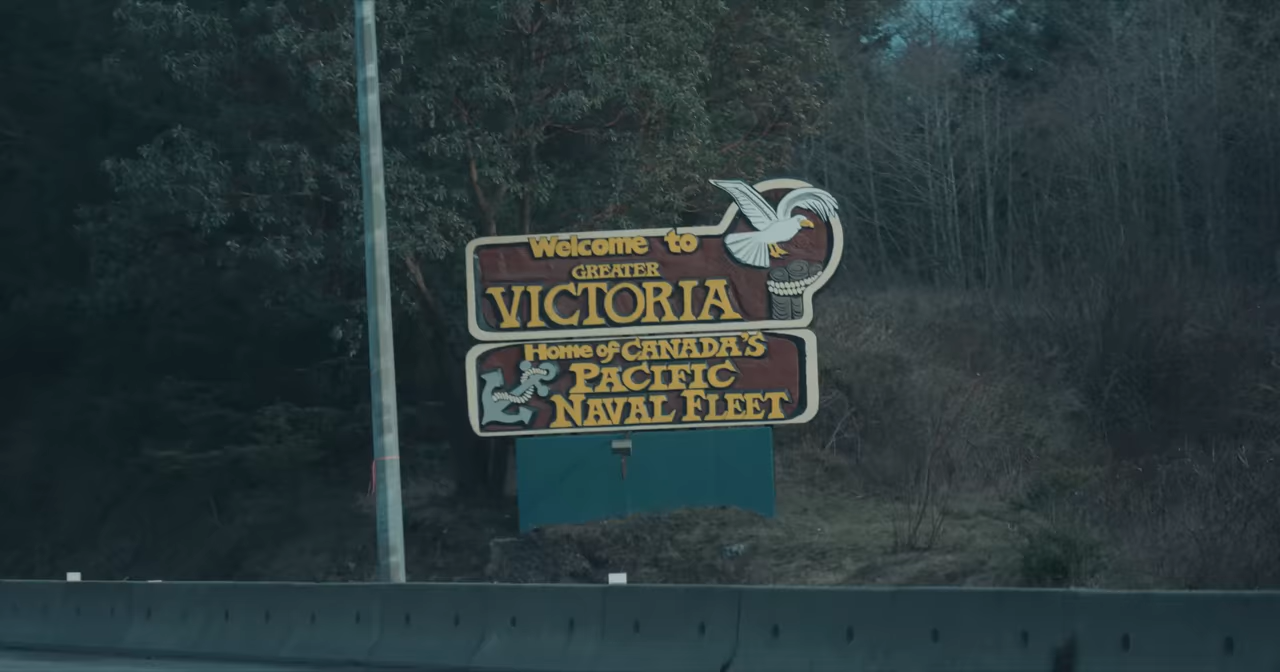 Welcome to
GREATER
VICTORIA
Home of CANADA'S
PACIFIC
NAVAL FLEET